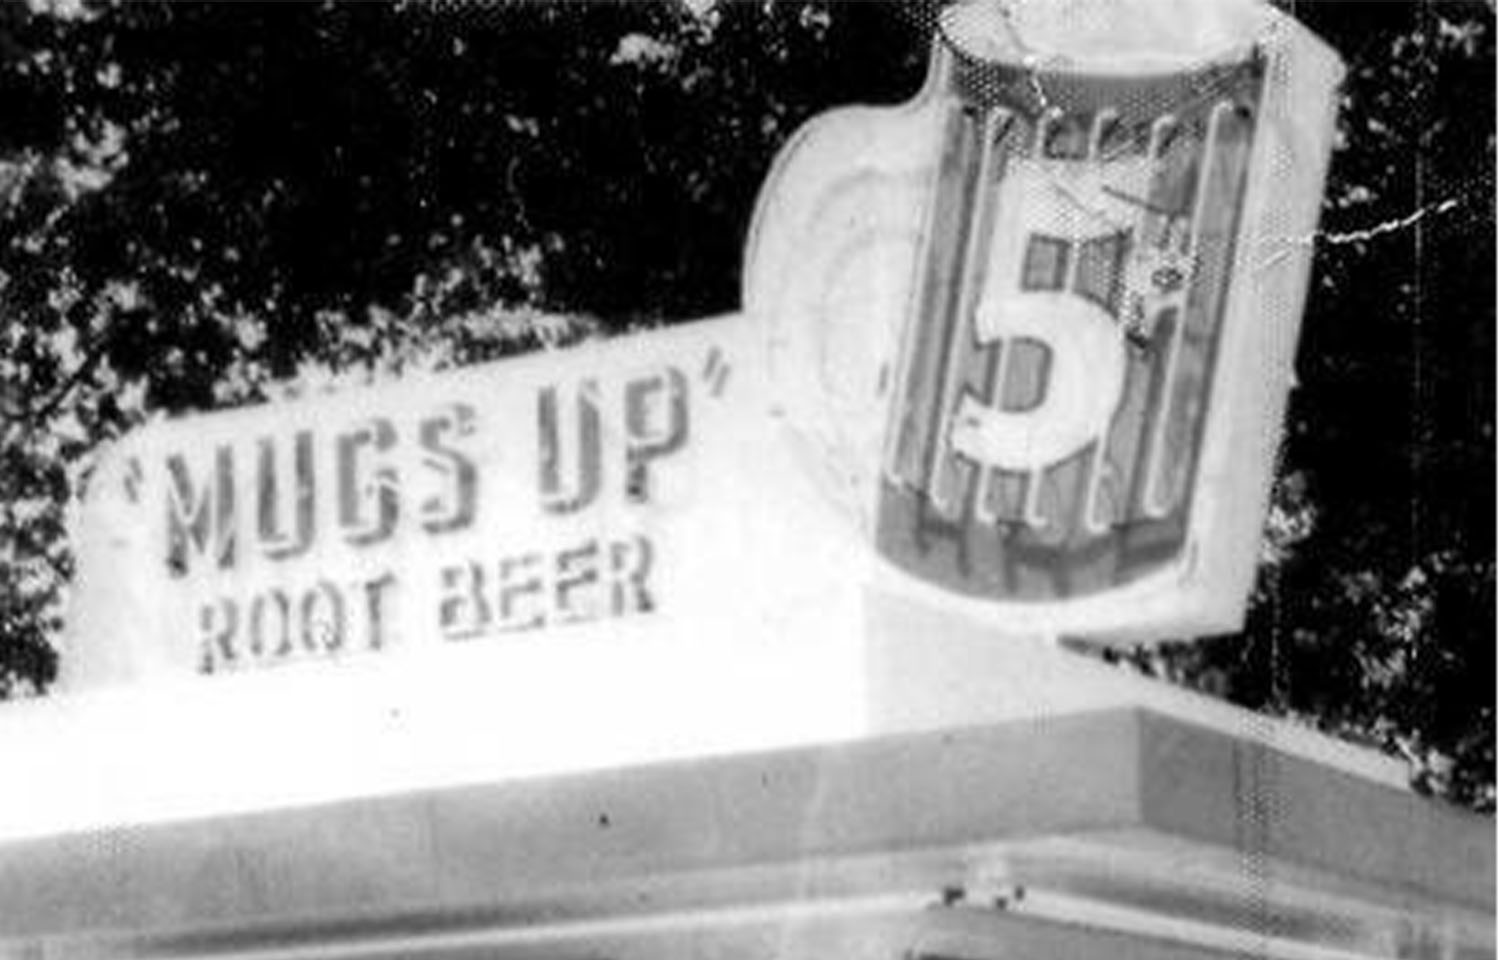 "MUGS UP"
ROOT BEER
5¢